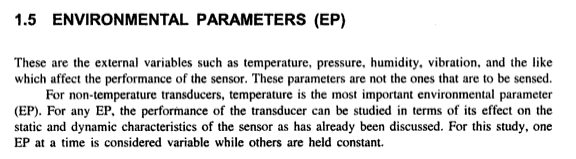 1.5 ENVIRONMENTAL PARAMETERS (EP)
These are the external variables such as temperature, pressure, humidity, vibration, and the like
which affect the performance of the sensor. These parameters are not the ones that are to be sensed.
For non-temperature transducers, temperature is the most important environmental parameter
(EP). For any EP, the performance of the transducer can be studied in terms of its effect on the
static and dynamic characteristics of the sensor as has already been discussed. For this study, one
EP at a time is considered variable while others are held constant.